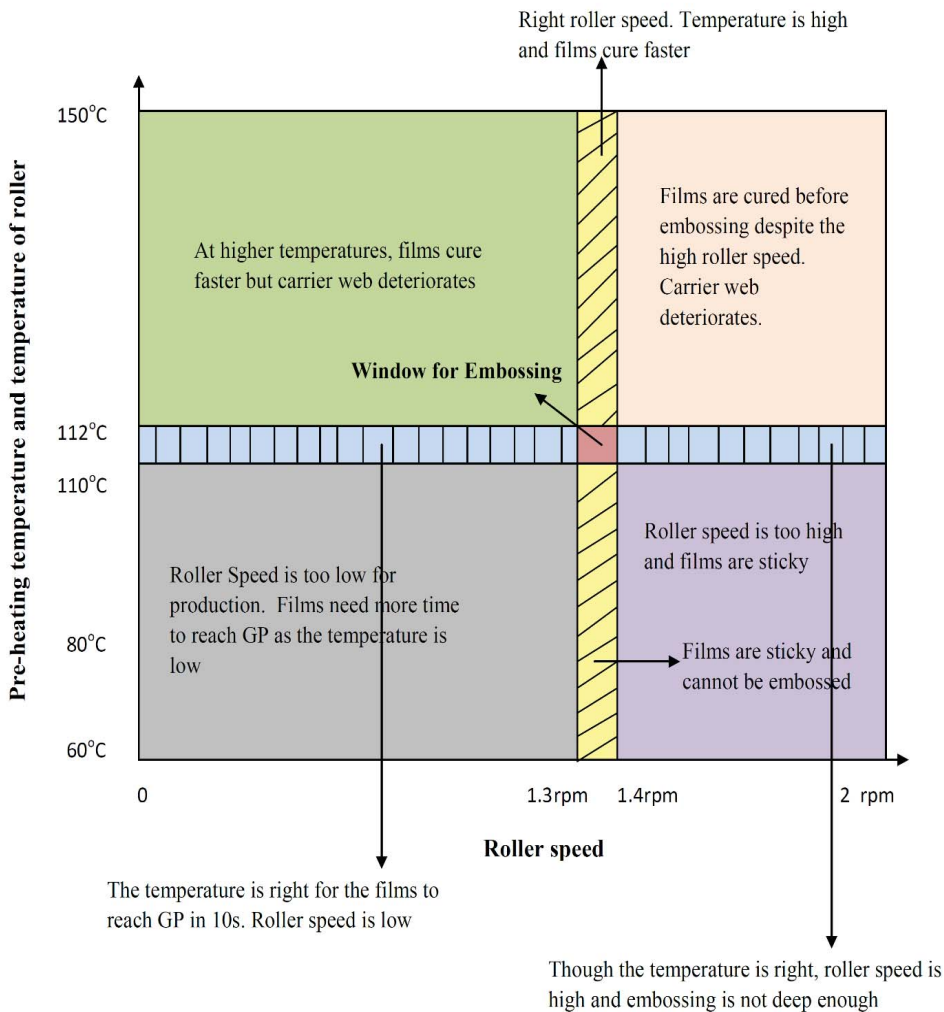 Right roller speed. Temperature is high
and films cure faster
150°C
Pre-heating temperature and temperature of roller
At higher temperatures, films cure
faster but carrier web deteriorates
Films are cured before
embossing despite the
high roller speed.
Carrier web
deteriorates.
Window for Embossing
112°C
110°C
Roller speed is too high
and films are sticky
Roller Speed is too low for
production. Films need more time
to reach GP as the temperature is
low
80°C
Films are sticky and
cannot be embossed
60°C
0
1.3rpm
1.4rpm
2 rpm
Roller speed
The temperature is right for the films to
reach GP in 10s. Roller speed is low
Though the temperature is right, roller speed is
high and embossing is not deep enough